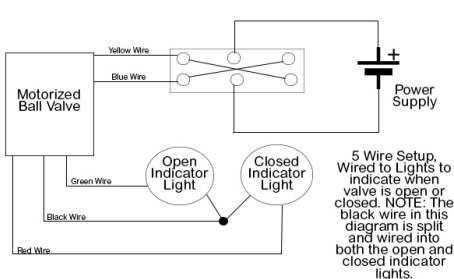 Yellow Wire
Blue Wire
Motorized
Ball Valve
+
Power
Supply
Open
Indicator
Light
Closed
Indicator
Light
Green Wire
Black Wire
Red Wire
5 Wire Setup,
Wired to Lights to
indicate when
valve is open or
closed. NOTE: The
black wire in this
diagram is split
and wired into
both the open and
closed indicator
lights.